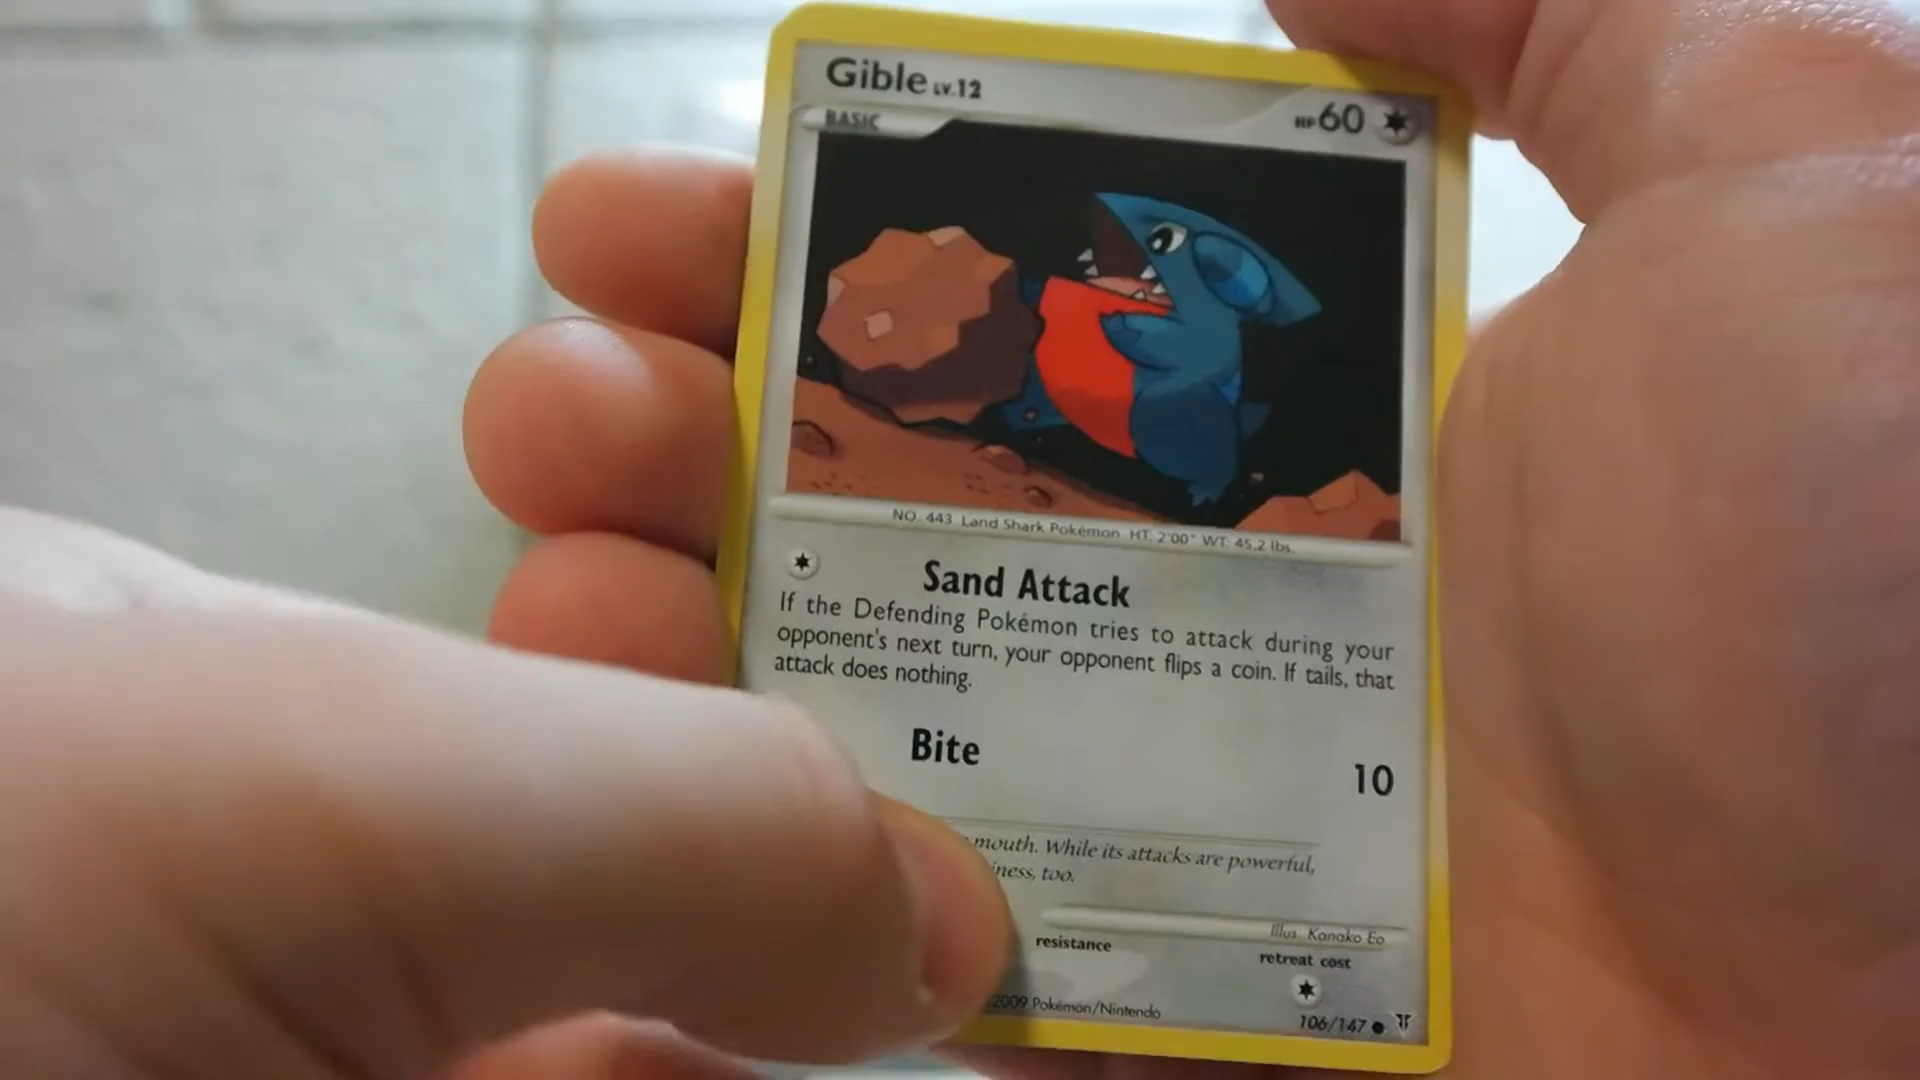 Gible LV.12
HP60
BASIC
NO. 443 Land Shark Pokémon HT: 2'00" WT: 45.2 lbs.
Sand Attack
If the Defending Pokémon tries to attack during your
opponent's next turn, your opponent flips a coin. If tails, that
attack does nothing.
Bite 10
mouth. While its attacks are powerful,
too.
Illus. Kanako Eo
resistance
retreat cost
2009 Pokémon/Nintendo
106/147